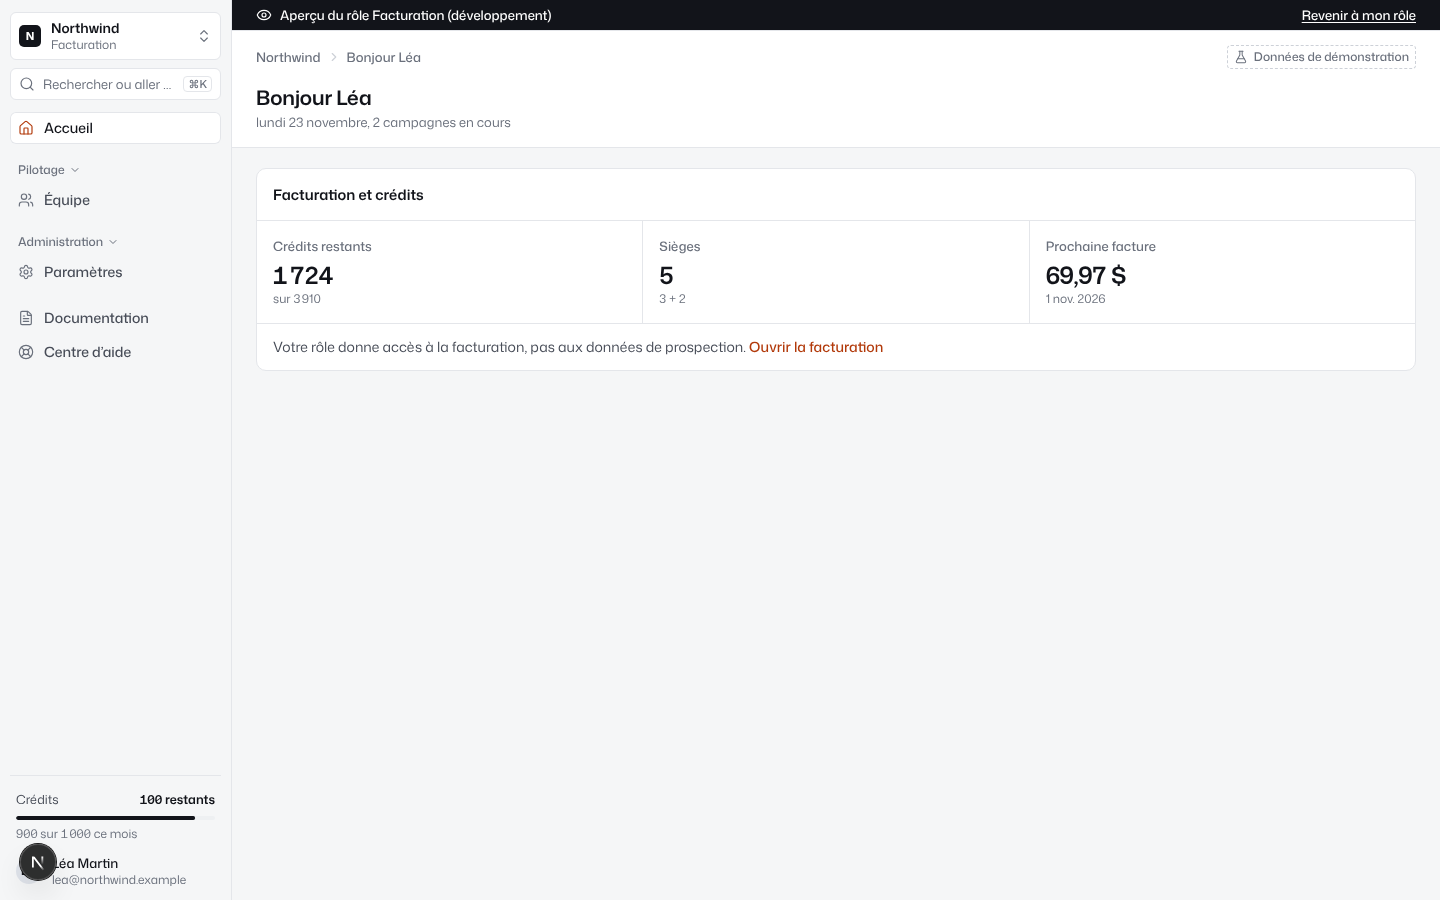 N
Northwind
Facturation
Rechercher ou aller ...
⌘K
Accueil
Pilotage
Équipe
Administration
Paramètres
Documentation
Centre d’aide
Crédits
100 restants
900 sur 1 000 ce mois
N
Léa Martin
lea@northwind.example
Aperçu du rôle Facturation (développement)
Revenir à mon rôle
Northwind
Bonjour Léa
Données de démonstration
Bonjour Léa
lundi 23 novembre, 2 campagnes en cours
Facturation et crédits
Crédits restants
1 724
sur 3 910
Sièges
5
3 + 2
Prochaine facture
69,97 $
1 nov. 2026
Votre rôle donne accès à la facturation, pas aux données de prospection. Ouvrir la facturation